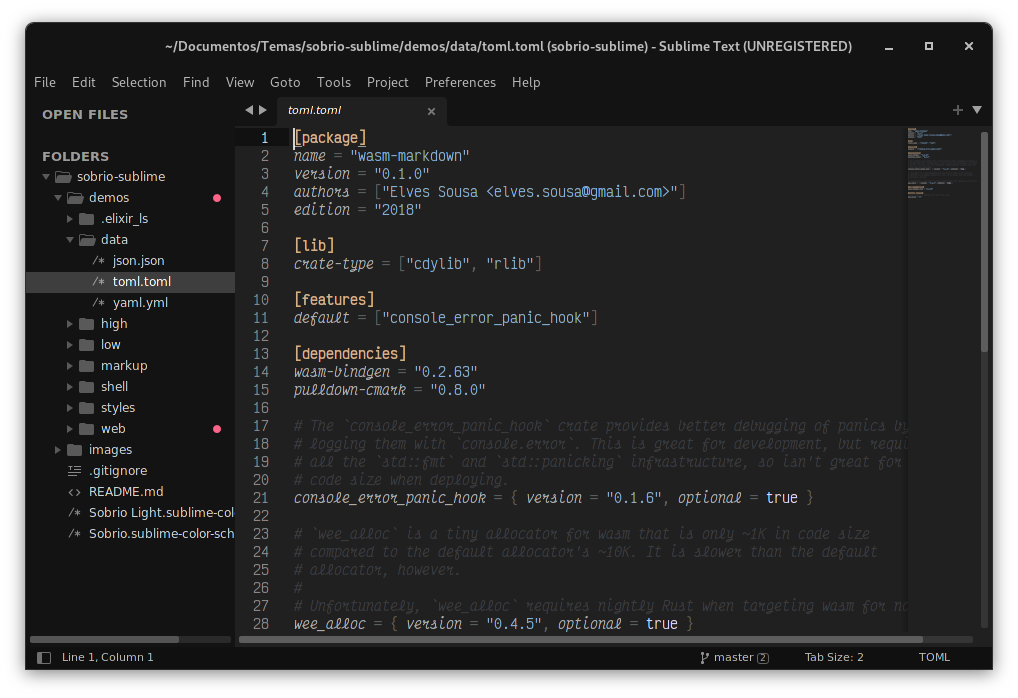 ~/Documentos/Temas/sobrio-sublime/demos/data/toml.toml (sobrio-sublime) - Sublime Text (UNREGISTERED)
File Edit Selection Find View Goto Tools Project Preferences Help
OPEN FILES
FOLDERS
sobrio-sublime
demos
.elixir_ls
data
/* json.json
/* toml.toml
/* yaml.yml
high
low
markup
shell
styles
web
images
.gitignore
<> README.md
/* Sobrio Light.sublime-col
/* Sobrio.sublime-color-sch
toml.toml
1 [package]
2 name = "wasm-markdown"
3 version = "0.1.0"
4 authors = ["Elves Sousa <elves.sousa@gmail.com>"]
5 edition = "2018"
6
7 [lib]
8 crate-type = ["cdylib", "rlib"]
9
10 [features]
11 default = ["console_error_panic_hook"]
12
13 [dependencies]
14 wasm-bindgen = "0.2.63"
15 pulldown-cmark = "0.8.0"
16
17 # The `console_error_panic_hook` crate provides better debugging of panics by
18 # logging them with `console.error`. This is great for development, but requi
19 # all the `std::fmt` and `std::panicking` infrastructure, so isn't great for
20 # code size when deploying.
21 console_error_panic_hook = { version = "0.1.6", optional = true }
22
23 # `wee_alloc` is a tiny allocator for wasm that is only ~1K in code size
24 # compared to the default allocator's ~10K. It is slower than the default
25 # allocator, however.
26 #
27 # Unfortunately, `wee_alloc` requires nightly Rust when targeting wasm for no
28 wee_alloc = { version = "0.4.5", optional = true }
Line 1, Column 1
master 2
Tab Size: 2
TOML